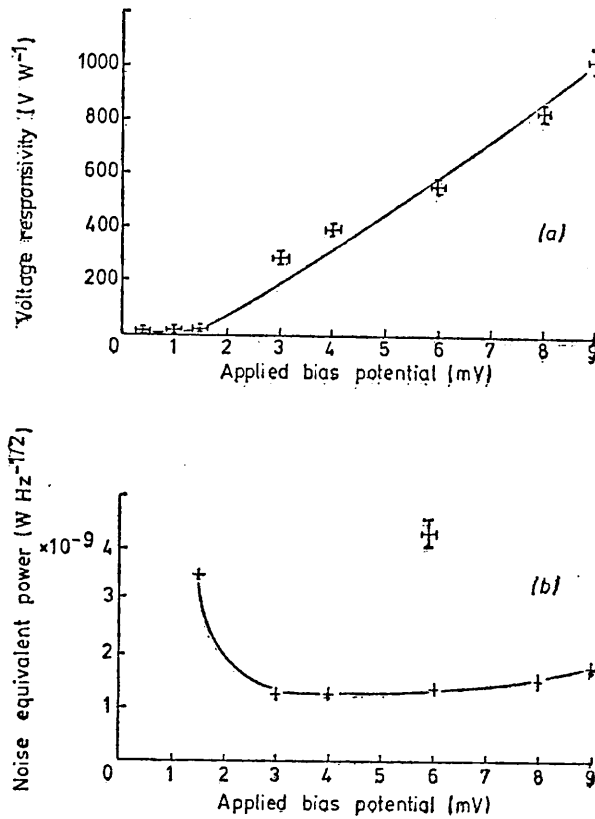 Voltage responsivity (V W⁻¹)
1000
800
600
400
200
(a)
0 1 2 3 4 5 6 7 8 9
Applied bias potential (mV)
Noise equivalent power (W Hz⁻¹/²)
×10⁻⁹ 4
3
2
1
(b)
0 1 2 3 4 5 6 7 8 9
Applied bias potential (mV)